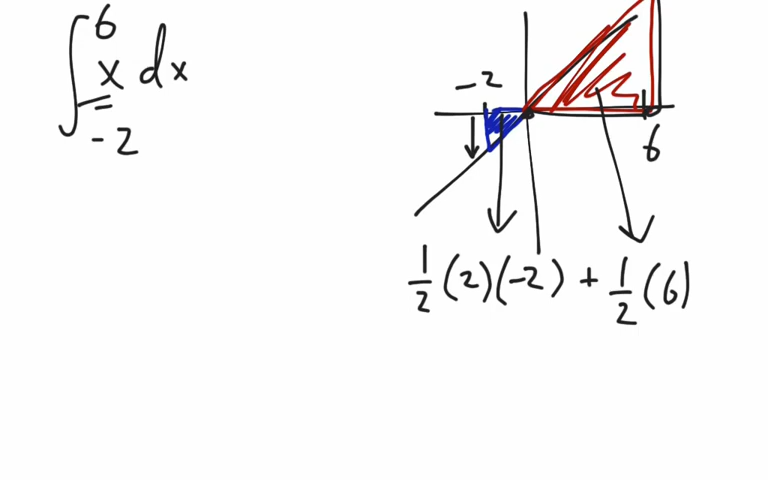 ∫_{-2}^{6} x dx
-2
6
1/2 (2)(-2) + 1/2 (6)